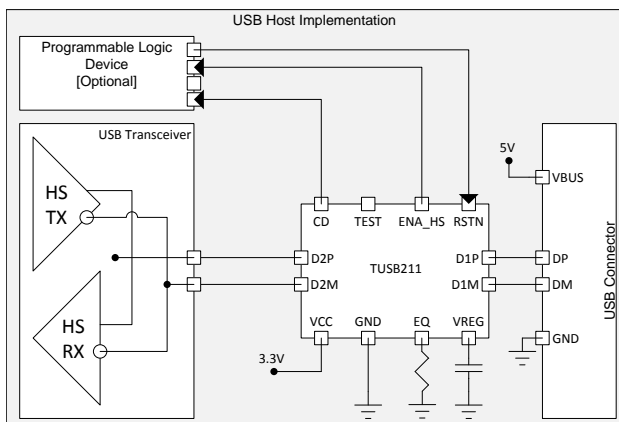 USB Host Implementation
Programmable Logic
Device
[Optional]
USB Transceiver
HS
TX
HS
RX
CD
TEST
ENA_HS
RSTN
D2P
D2M
TUSB211
D1P
D1M
VCC
GND
EQ
VREG
3.3V
5V
VBUS
DP
DM
GND
USB Connector